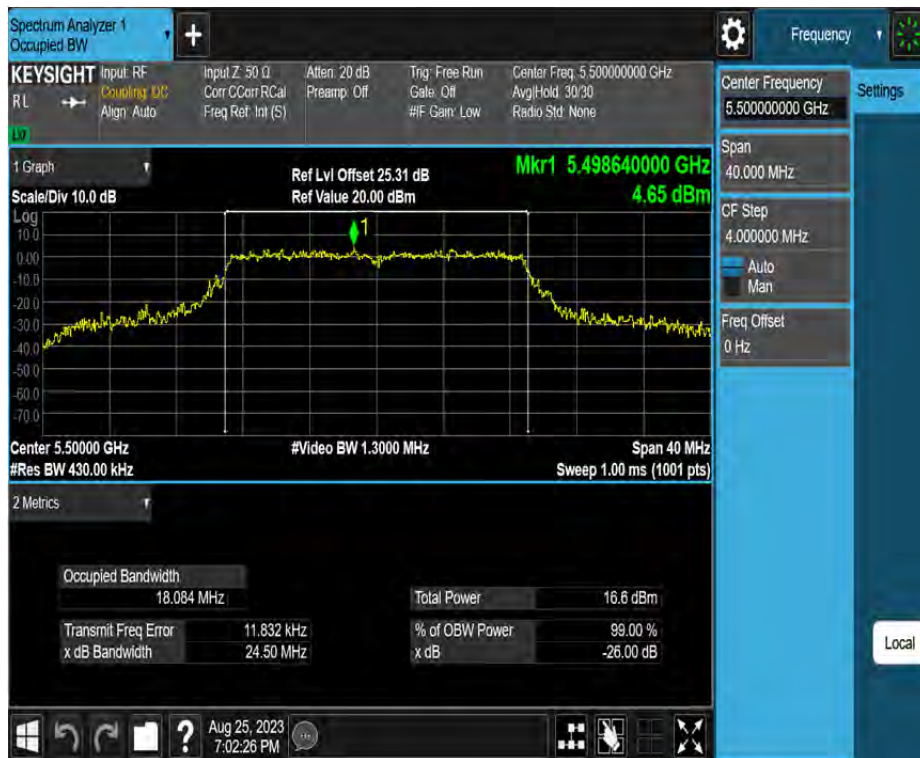 Spectrum Analyzer 1
Occupied BW
Frequency
KEYSIGHT
RL
Input: RF
Coupling: DC
Align: Auto
Input Z: 50 Ω
Corr CCorr RCal
Freq Ref: Int (S)
Atten: 20 dB
Preamp: Off
Trig: Free Run
Gate: Off
#IF Gain: Low
Center Freq: 5.500000000 GHz
Avg|Hold: 30/30
Radio Std: None
Center Frequency
5.500000000 GHz
Settings
Span
40.000 MHz
CF Step
4.000000 MHz
Auto
Man
Freq Offset
0 Hz
Local
1 Graph
Scale/Div 10.0 dB
Ref Lvl Offset 25.31 dB
Ref Value 20.00 dBm
Mkr1 5.498640000 GHz
4.65 dBm
Log
10.0
0.00
-10.0
-20.0
-30.0
-40.0
-50.0
-60.0
-70.0
1
Center 5.50000 GHz
#Video BW 1.3000 MHz
Span 40 MHz
#Res BW 430.00 kHz
Sweep 1.00 ms (1001 pts)
2 Metrics
Occupied Bandwidth
18.084 MHz
Total Power 16.6 dBm
Transmit Freq Error 11.832 kHz
% of OBW Power 99.00 %
x dB Bandwidth 24.50 MHz
x dB -26.00 dB
Aug 25, 2023
7:02:26 PM